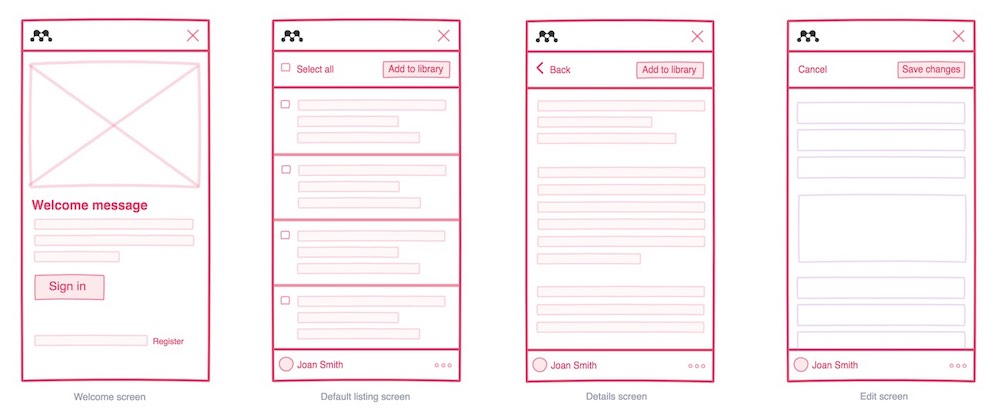 Welcome message
Sign in
Register
Welcome screen
Select all
Add to library
Joan Smith
Default listing screen
Back
Add to library
Joan Smith
Details screen
Cancel
Save changes
Joan Smith
Edit screen